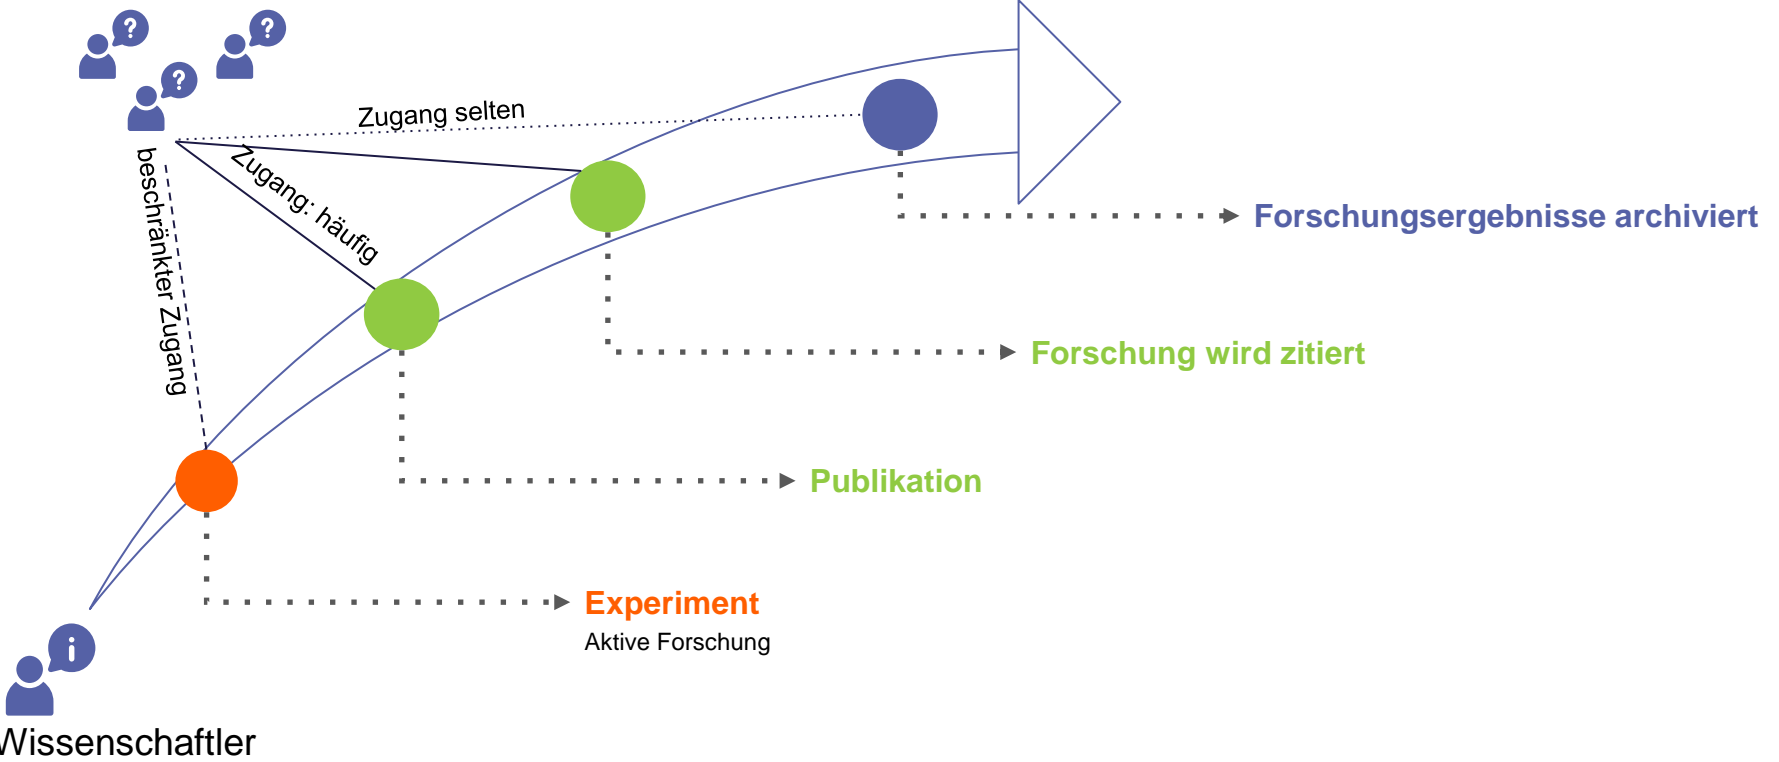 ?
?
?
Zugang selten
Zugang: häufig
beschränkter Zugang
Forschungsergebnisse archiviert
Forschung wird zitiert
Publikation
Experiment
Aktive Forschung
i
Wissenschaftler